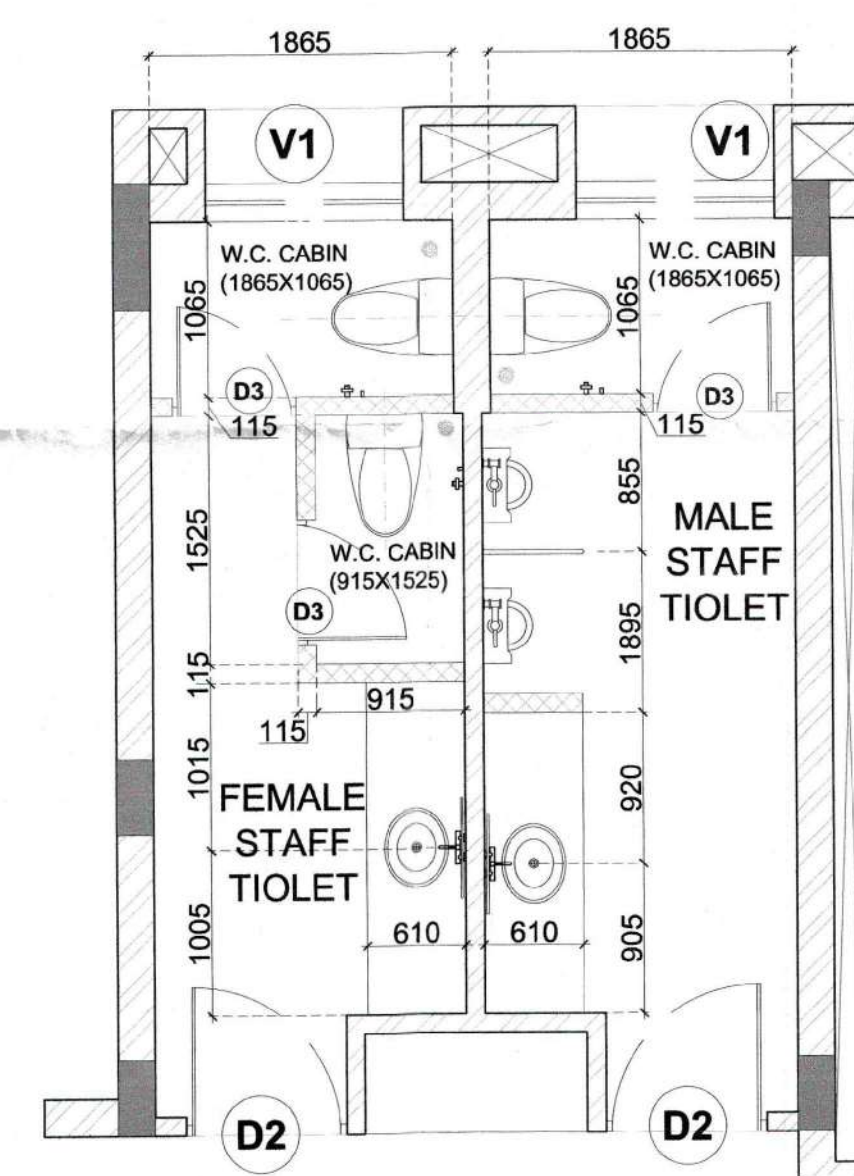 1865
1865
V1
V1
W.C. CABIN
(1865X1065)
W.C. CABIN
(1865X1065)
1065
1065
D3
D3
115
115
855
MALE
STAFF
TIOLET
1525
W.C. CABIN
(915X1525)
D3
1895
115
915
115
1015
920
FEMALE
STAFF
TIOLET
610
610
1005
905
D2
D2